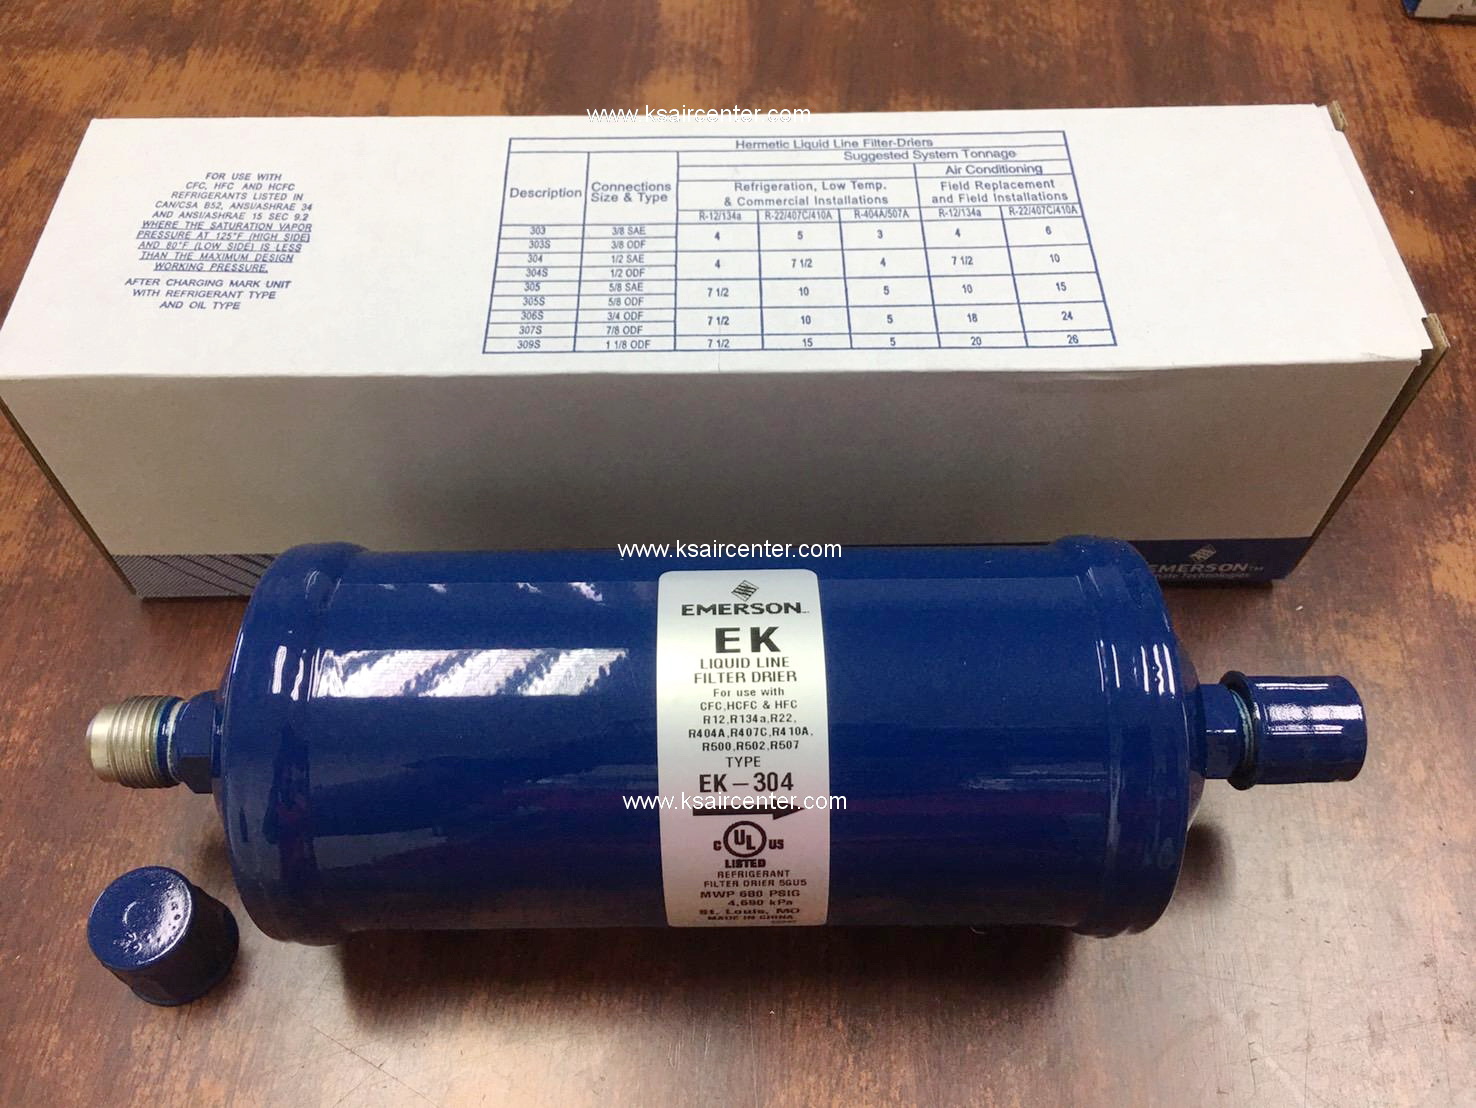 www.ksaircenter.com
FOR USE WITH
CFC, HFC AND HCFC
REFRIGERANTS LISTED IN
CAN/CSA B52, ANSI/ASHRAE 34
AND ANSI/ASHRAE 15 SEC 9.2
WHERE THE SATURATION VAPOR
PRESSURE AT 125°F (HIGH SIDE)
AND 80°F (LOW SIDE) IS LESS
THAN THE MAXIMUM DESIGN
WORKING PRESSURE.
AFTER CHARGING MARK UNIT
WITH REFRIGERANT TYPE
AND OIL TYPE
Hermetic Liquid Line Filter-Driers
Suggested System Tonnage
Description Connections Size & Type
Refrigeration, Low Temp. & Commercial Installations
Air Conditioning
Field Replacement and Field Installations
R-12/134a R-22/407C/410A R-404A/507A R-12/134a R-22/407C/410A
303 3/8 SAE 4 5 3 4 6
303S 3/8 ODF
304 1/2 SAE 4 7 1/2 4 7 1/2 10
304S 1/2 ODF
305 5/8 SAE 7 1/2 10 5 10 15
305S 5/8 ODF
306S 3/4 ODF 7 1/2 10 5 18 24
307S 7/8 ODF
309S 1 1/8 ODF 7 1/2 15 5 20 26
EMERSON™
ate Technologies
www.ksaircenter.com
EMERSON™
EK
LIQUID LINE
FILTER DRIER
For use with
CFC,HCFC & HFC
R12,R134a,R22,
R404A,R407C,R410A,
R500,R502,R507
TYPE
EK-304
www.ksaircenter.com
C UL US
LISTED
REFRIGERANT
FILTER DRIER 5GU5
MWP 680 PSIG
4,690 kPa
St. Louis, MO
MADE IN CHINA